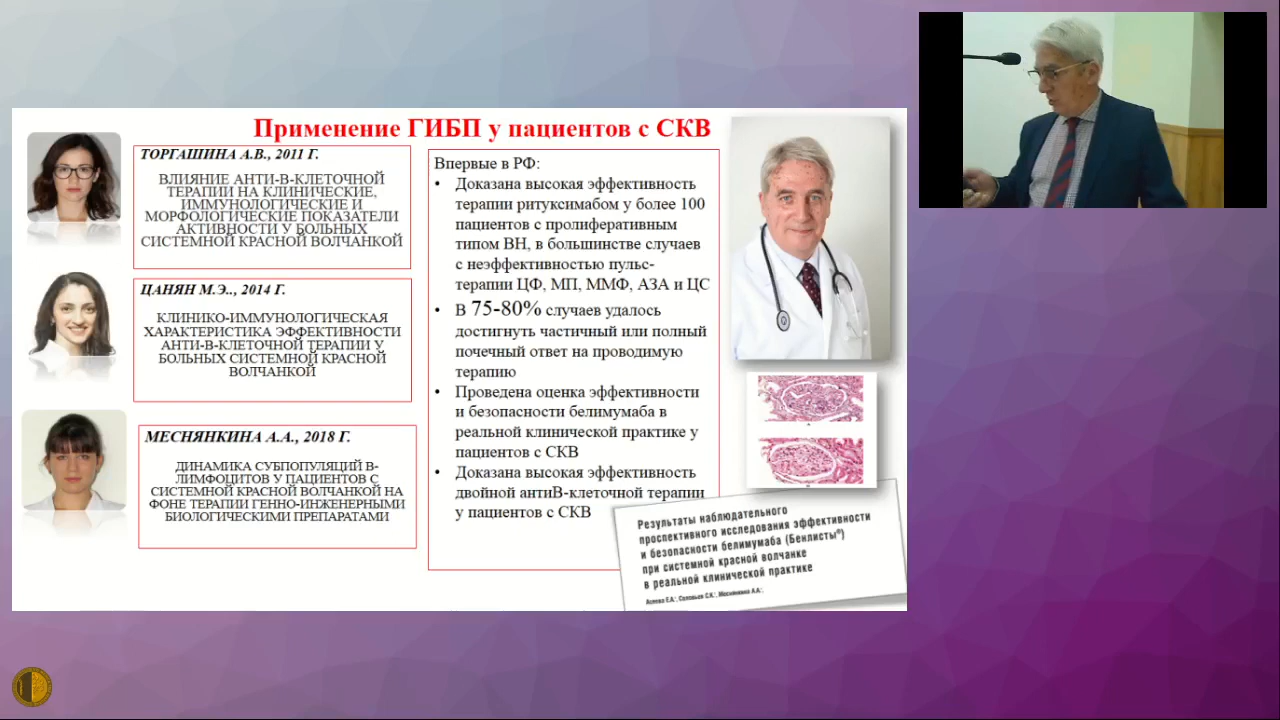 Применение ГИБП у пациентов с СКВ
ТОРГАШИНА А.В., 2011 Г.
ВЛИЯНИЕ АНТИ-В-КЛЕТОЧНОЙ
ТЕРАПИИ НА КЛИНИЧЕСКИЕ,
ИММУНОЛОГИЧЕСКИЕ И
МОРФОЛОГИЧЕСКИЕ ПОКАЗАТЕЛИ
АКТИВНОСТИ У БОЛЬНЫХ
СИСТЕМНОЙ КРАСНОЙ ВОЛЧАНКОЙ
ЦАНЯН М.Э.., 2014 Г.
КЛИНИКО-ИММУНОЛОГИЧЕСКАЯ
ХАРАКТЕРИСТИКА ЭФФЕКТИВНОСТИ
АНТИ-В-КЛЕТОЧНОЙ ТЕРАПИИ У
БОЛЬНЫХ СИСТЕМНОЙ КРАСНОЙ
ВОЛЧАНКОЙ
МЕСНЯНКИНА А.А., 2018 Г.
ДИНАМИКА СУБПОПУЛЯЦИЙ В-
ЛИМФОЦИТОВ У ПАЦИЕНТОВ С
СИСТЕМНОЙ КРАСНОЙ ВОЛЧАНКОЙ НА
ФОНЕ ТЕРАПИИ ГЕННО-ИНЖЕНЕРНЫМИ
БИОЛОГИЧЕСКИМИ ПРЕПАРАТАМИ
Впервые в РФ:
• Доказана высокая эффективность
терапии ритуксимабом у более 100
пациентов с пролиферативным
типом ВН, в большинстве случаев
с неэффективностью пульс-
терапии ЦФ, МП, ММФ, АЗА и ЦС
• В 75-80% случаев удалось
достигнуть частичный или полный
почечный ответ на проводимую
терапию
• Проведена оценка эффективности
и безопасности белимумаба в
реальной клинической практике у
пациентов с СКВ
• Доказана высокая эффективность
двойной антиВ-клеточной терапии
у пациентов с СКВ
Результаты наблюдательного
проспективного исследования эффективности
и безопасности белимумаба (Бенлисты®)
при системной красной волчанке
в реальной клинической практике
Асеева Е.А., Соловьев С.К., Меснянкина А.А.